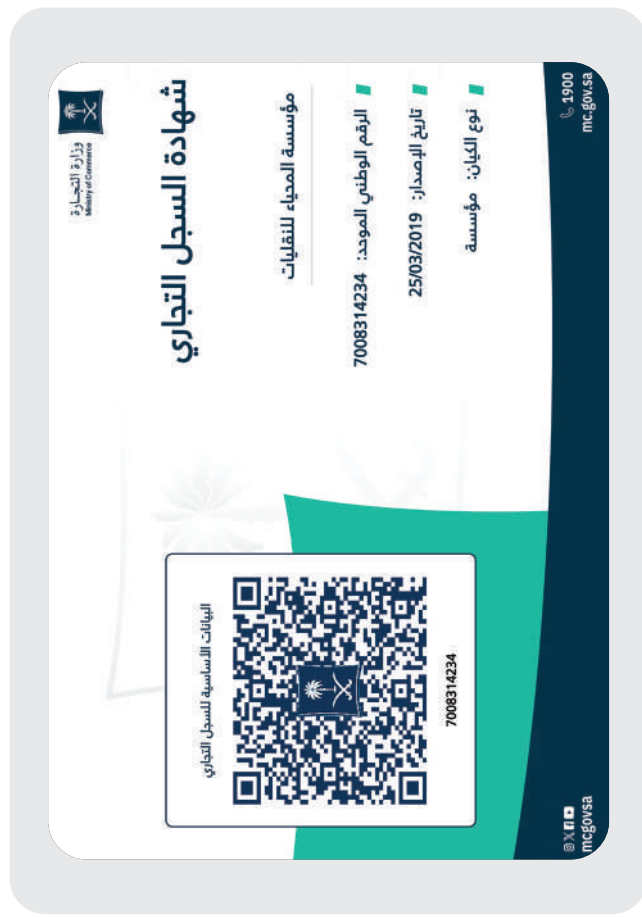 وزارة التجارة
Ministry of Commerce
شهادة السجل التجاري
مؤسسة المحياء للنقليات
الرقم الوطني الموحد: 7008314234
تاريخ الإصدار: 25/03/2019
نوع الكيان: مؤسسة
البيانات الأساسية للسجل التجاري
7008314234
1900
mc.gov.sa
mcgovsa